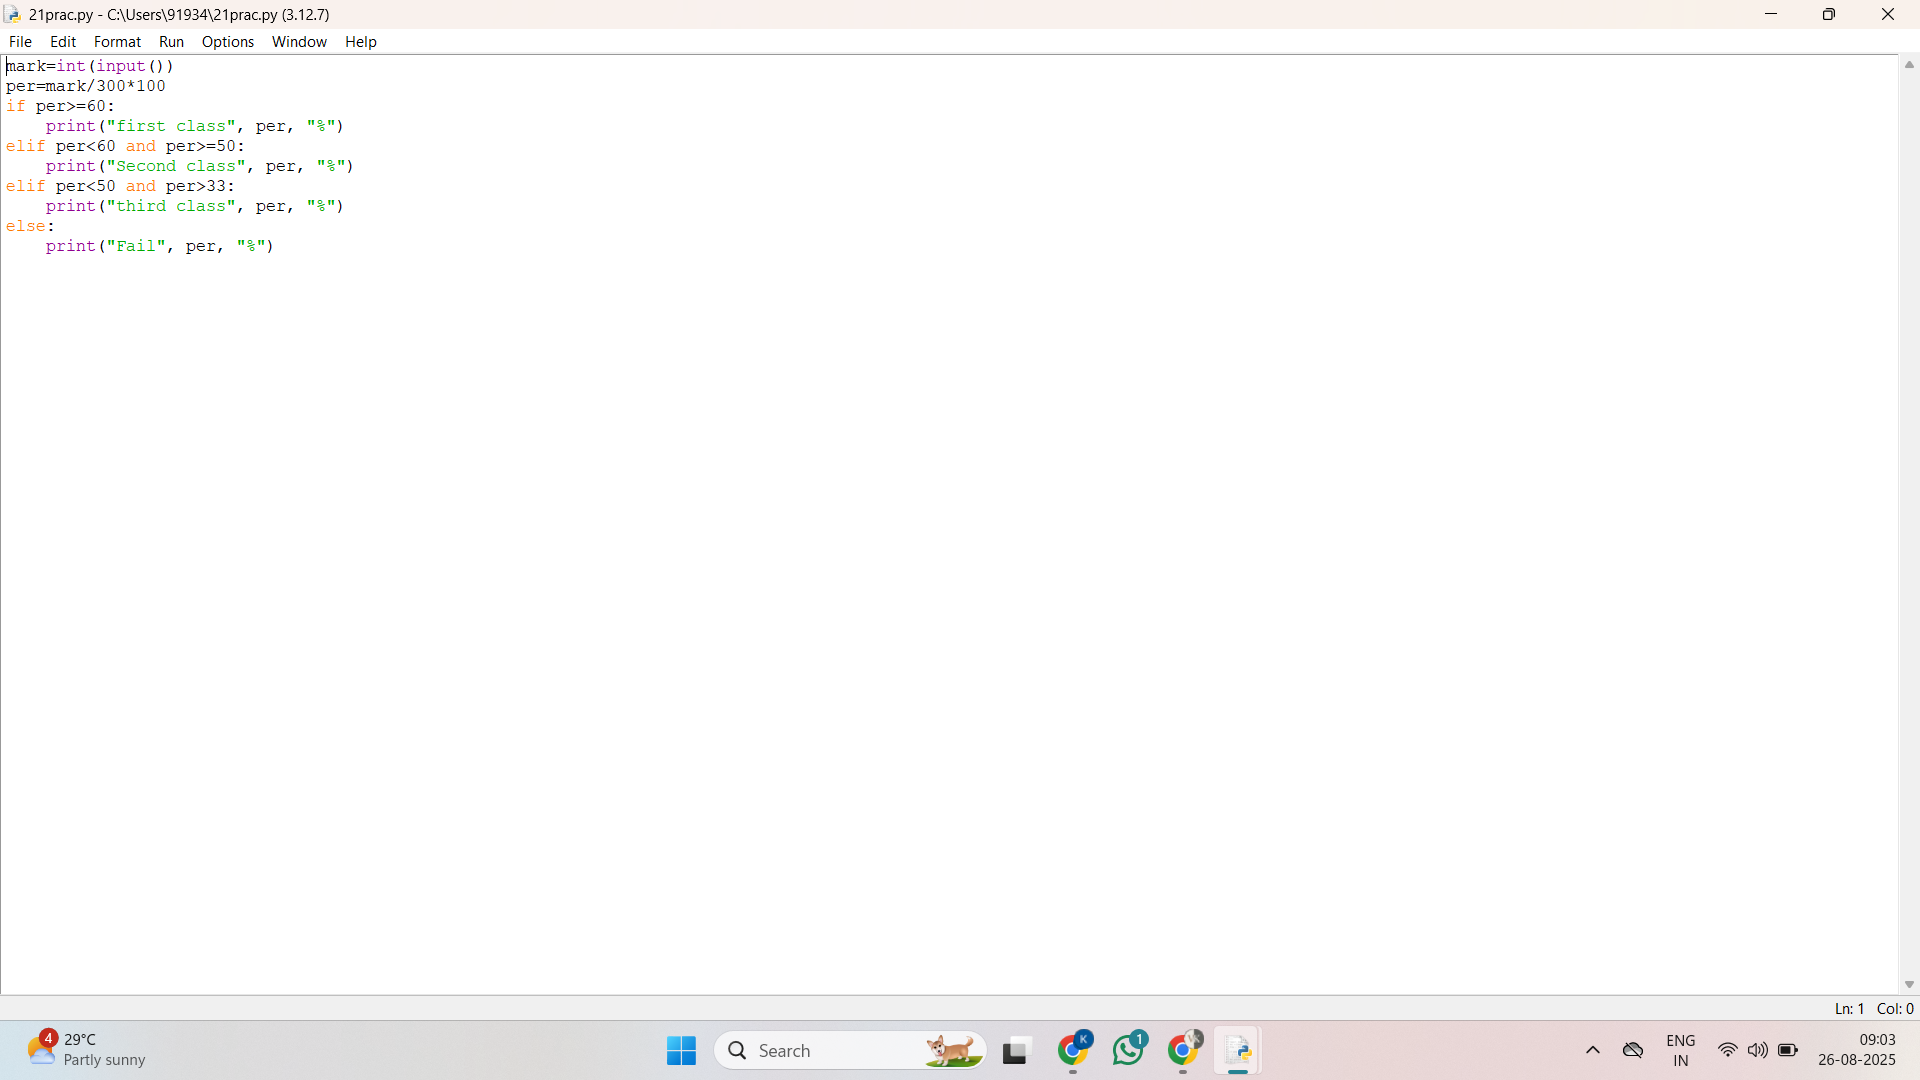 21prac.py - C:\Users\91934\21prac.py (3.12.7)
File Edit Format Run Options Window Help
mark=int(input())
per=mark/300*100
if per>=60:
    print("first class", per, "%")
elif per<60 and per>=50:
    print("Second class", per, "%")
elif per<50 and per>33:
    print("third class", per, "%")
else:
    print("Fail", per, "%")
Ln: 1 Col: 0
4
29°C
Partly sunny
Search
K
1
VK
ENG
IN
09:03
26-08-2025